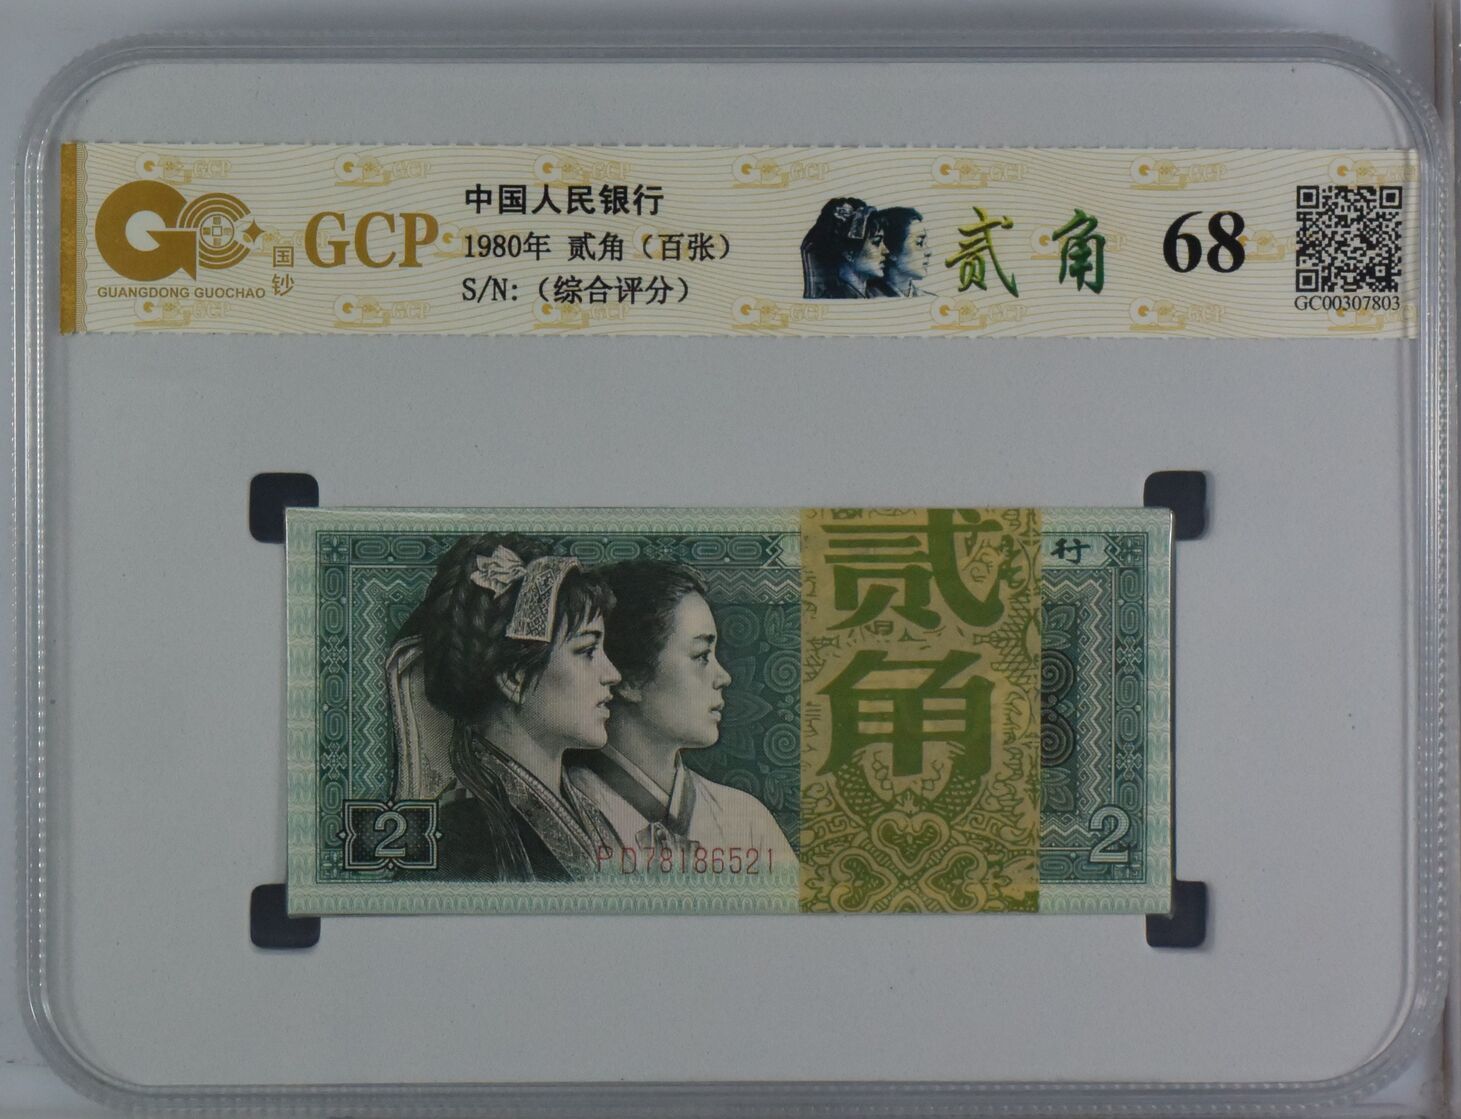 GCP
GUANGDONG GUOCHAO
国钞
中国人民银行
1980年 贰角（百张）
S/N:（综合评分）
贰角
68
GC00307803
行
贰角
2
PD78186521
2